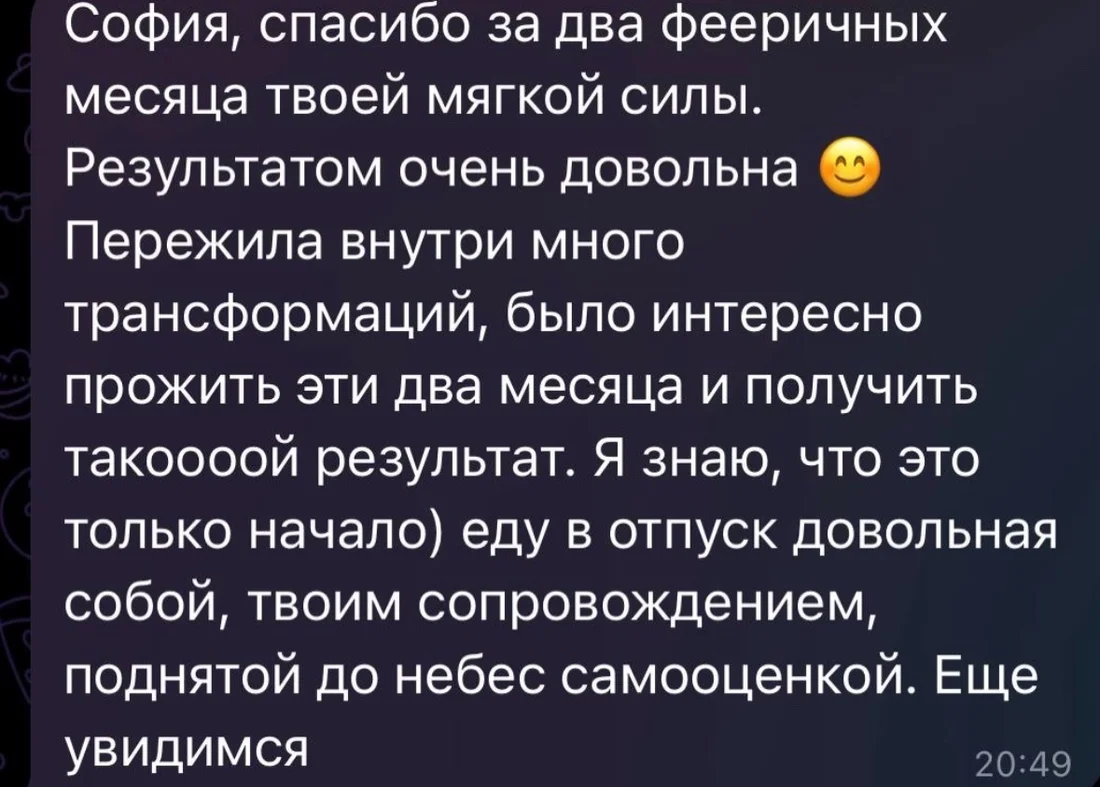 София, спасибо за два фееричных
месяца твоей мягкой силы.
Результатом очень довольна 😊
Пережила внутри много
трансформаций, было интересно
прожить эти два месяца и получить
такоооой результат. Я знаю, что это
только начало) еду в отпуск довольная
собой, твоим сопровождением,
поднятой до небес самооценкой. Еще
увидимся
20:49